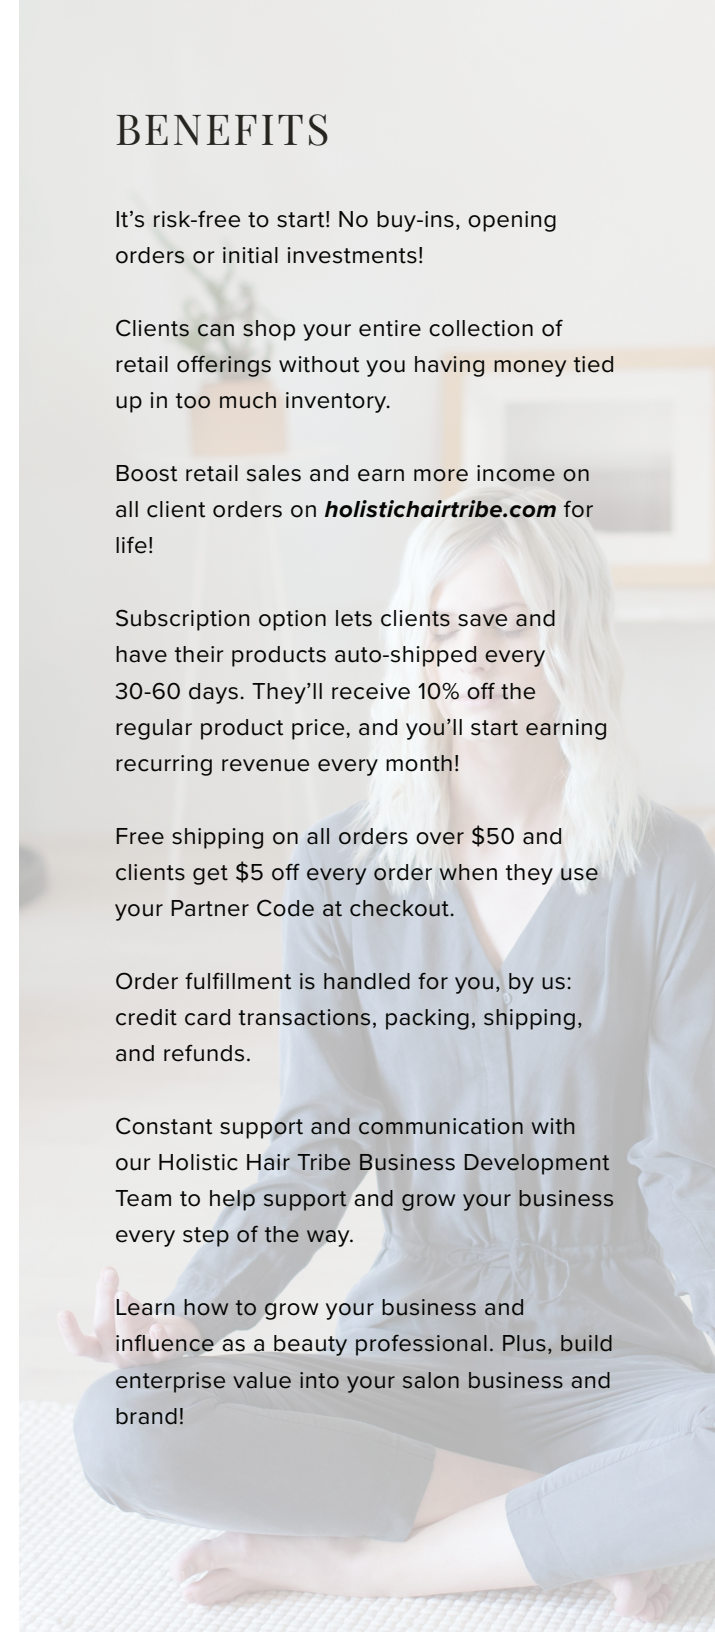 BENEFITS
It’s risk-free to start! No buy-ins, opening
orders or initial investments!
Clients can shop your entire collection of
retail offerings without you having money tied
up in too much inventory.
Boost retail sales and earn more income on
all client orders on holistichairtribe.com for
life!
Subscription option lets clients save and
have their products auto-shipped every
30-60 days. They’ll receive 10% off the
regular product price, and you’ll start earning
recurring revenue every month!
Free shipping on all orders over $50 and
clients get $5 off every order when they use
your Partner Code at checkout.
Order fulfillment is handled for you, by us:
credit card transactions, packing, shipping,
and refunds.
Constant support and communication with
our Holistic Hair Tribe Business Development
Team to help support and grow your business
every step of the way.
Learn how to grow your business and
influence as a beauty professional. Plus, build
enterprise value into your salon business and
brand!